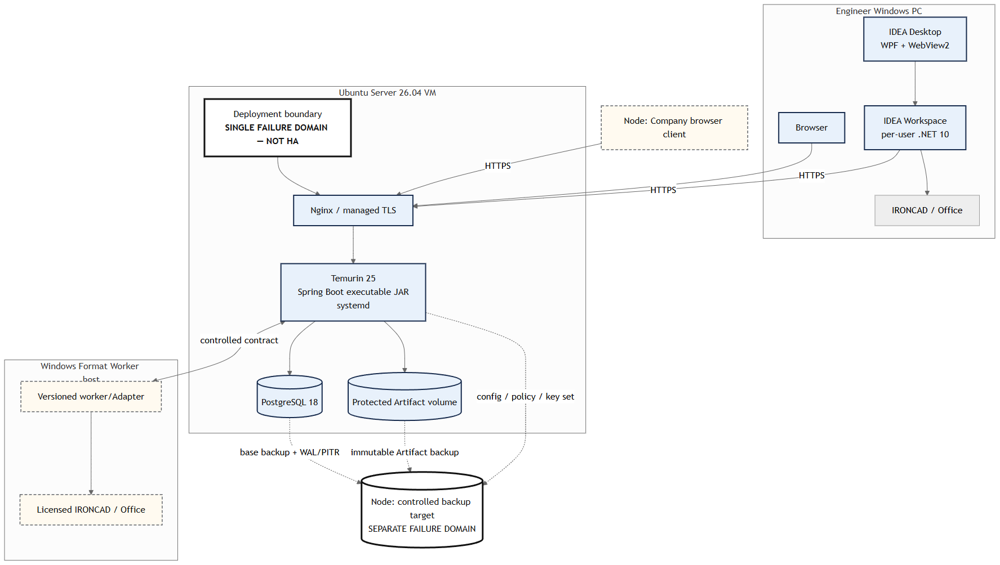 Engineer Windows PC
IDEA Desktop
WPF + WebView2
Ubuntu Server 26.04 VM
Deployment boundary
SINGLE FAILURE DOMAIN
— NOT HA
Node: Company browser
client
Browser
IDEA Workspace
per-user .NET 10
HTTPS
HTTPS
HTTPS
Nginx / managed TLS
IRONCAD / Office
Temurin 25
Spring Boot executable JAR
systemd
controlled contract
Windows Format Worker
host
Versioned worker/Adapter
PostgreSQL 18
Protected Artifact volume
config / policy / key set
base backup + WAL/PITR
immutable Artifact backup
Licensed IRONCAD / Office
Node: controlled backup
target
SEPARATE FAILURE DOMAIN